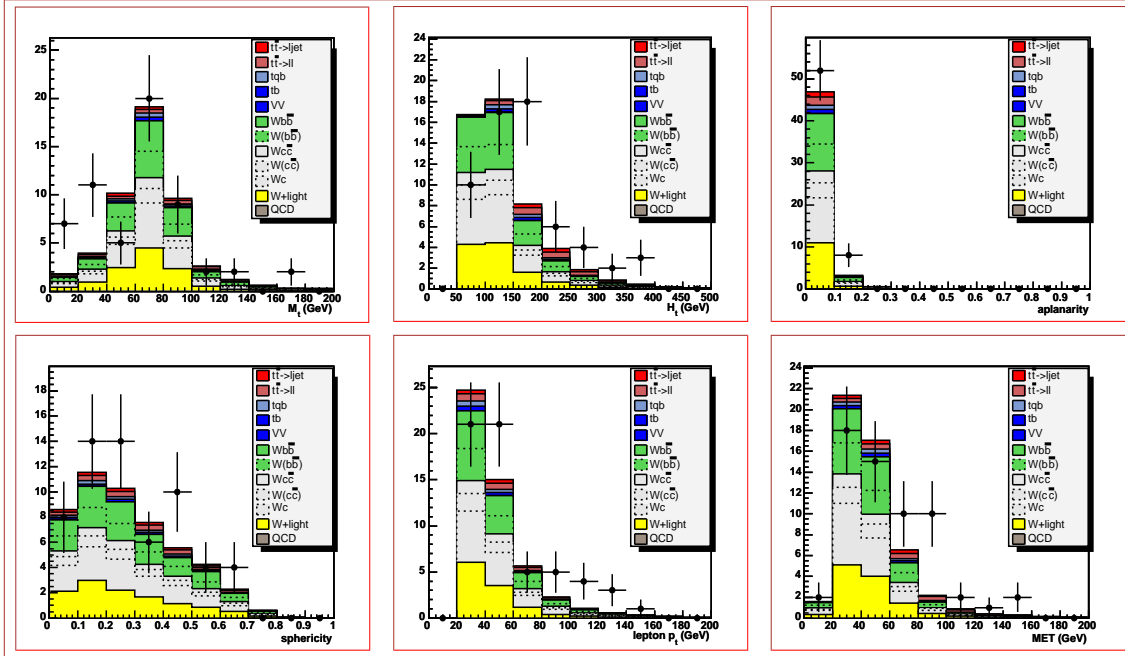 25
20
15
10
5
0
tt̄->ljet
tt̄->ll
tqb
tb
VV
Wbb̄
W(bb̄)
Wcc̄
W(cc̄)
Wc
W+light
QCD
0 20 40 60 80 100 120 140 160 180 200
M_t (GeV)
24
22
20
18
16
14
12
10
8
6
4
2
0
tt̄->ljet
tt̄->ll
tqb
tb
VV
Wbb̄
W(bb̄)
Wcc̄
W(cc̄)
Wc
W+light
QCD
0 50 100 150 200 250 300 350 400 450 500
H_t (GeV)
50
40
30
20
10
0
tt̄->ljet
tt̄->ll
tqb
tb
VV
Wbb̄
W(bb̄)
Wcc̄
W(cc̄)
Wc
W+light
QCD
0 0.1 0.2 0.3 0.4 0.5 0.6 0.7 0.8 0.9 1
aplanarity
18
16
14
12
10
8
6
4
2
0
tt̄->ljet
tt̄->ll
tqb
tb
VV
Wbb̄
W(bb̄)
Wcc̄
W(cc̄)
Wc
W+light
QCD
0 0.1 0.2 0.3 0.4 0.5 0.6 0.7 0.8 0.9 1
sphericity
25
20
15
10
5
0
tt̄->ljet
tt̄->ll
tqb
tb
VV
Wbb̄
W(bb̄)
Wcc̄
W(cc̄)
Wc
W+light
QCD
0 20 40 60 80 100 120 140 160 180 200
lepton p_t (GeV)
24
22
20
18
16
14
12
10
8
6
4
2
0
tt̄->ljet
tt̄->ll
tqb
tb
VV
Wbb̄
W(bb̄)
Wcc̄
W(cc̄)
Wc
W+light
QCD
0 20 40 60 80 100 120 140 160 180 200
MET (GeV)